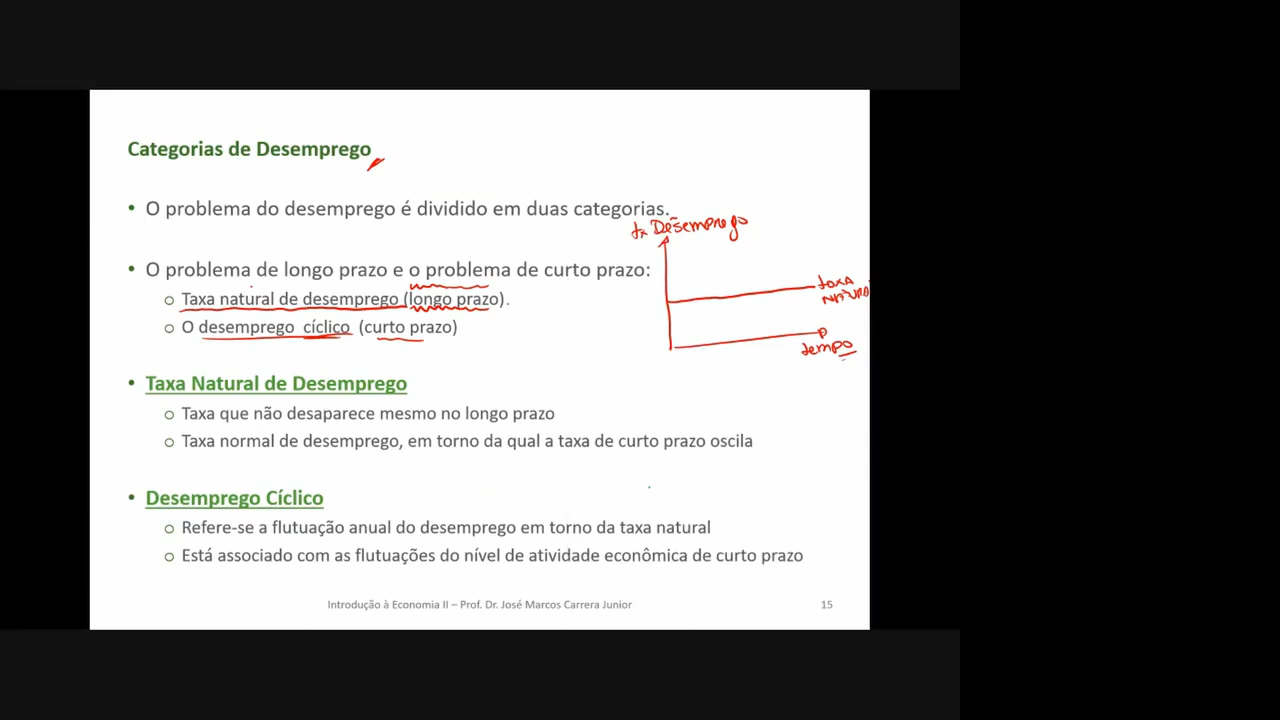 Categorias de Desemprego
• O problema do desemprego é dividido em duas categorias.
tx Desemprego
• O problema de longo prazo e o problema de curto prazo:
○ Taxa natural de desemprego (longo prazo).
○ O desemprego cíclico (curto prazo)
taxa
natural
tempo
• Taxa Natural de Desemprego
○ Taxa que não desaparece mesmo no longo prazo
○ Taxa normal de desemprego, em torno da qual a taxa de curto prazo oscila
• Desemprego Cíclico
○ Refere-se a flutuação anual do desemprego em torno da taxa natural
○ Está associado com as flutuações do nível de atividade econômica de curto prazo
Introdução à Economia II – Prof. Dr. José Marcos Carrera Junior
15